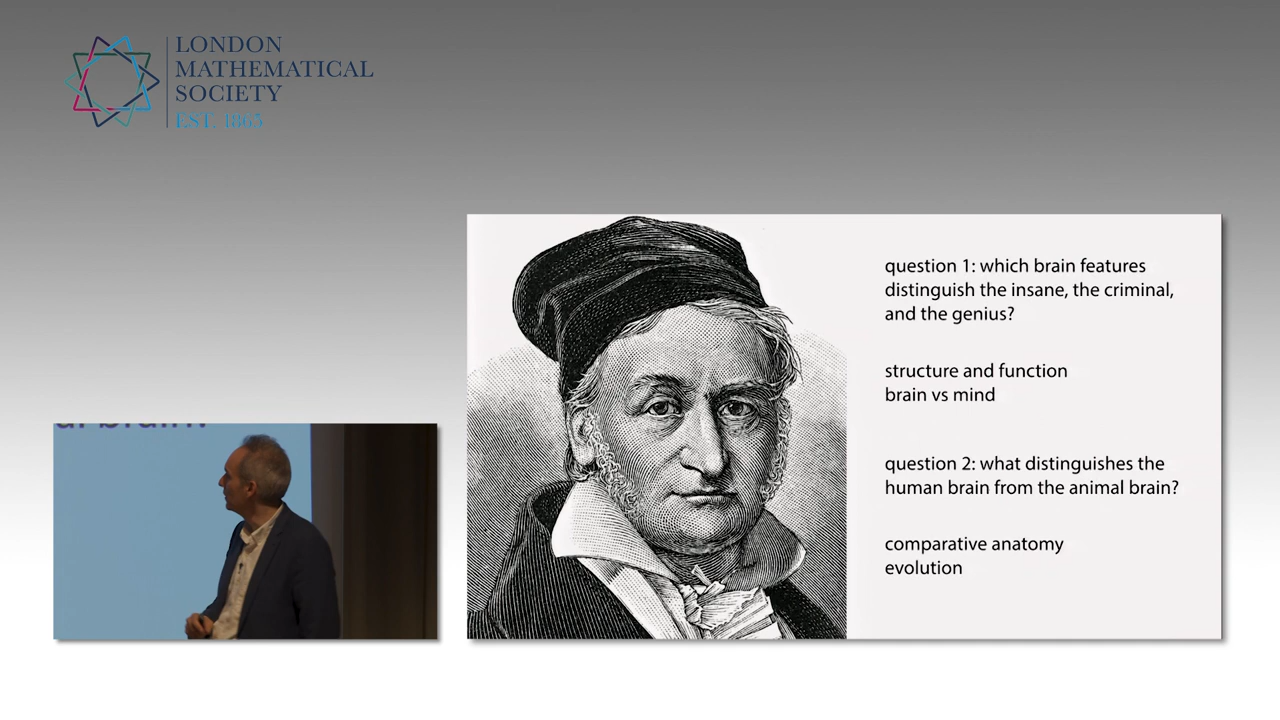 LONDON
MATHEMATICAL
SOCIETY
EST. 1865
question 1: which brain features
distinguish the insane, the criminal,
and the genius?
structure and function
brain vs mind
question 2: what distinguishes the
human brain from the animal brain?
comparative anatomy
evolution
brain?